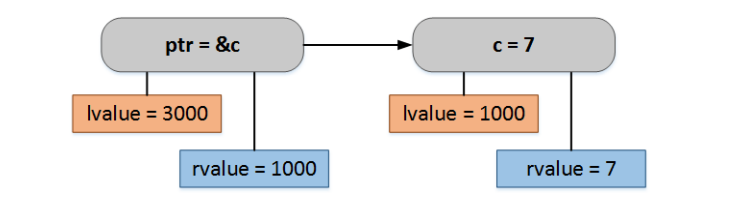 ptr = &c
c = 7
lvalue = 3000
lvalue = 1000
rvalue = 1000
rvalue = 7